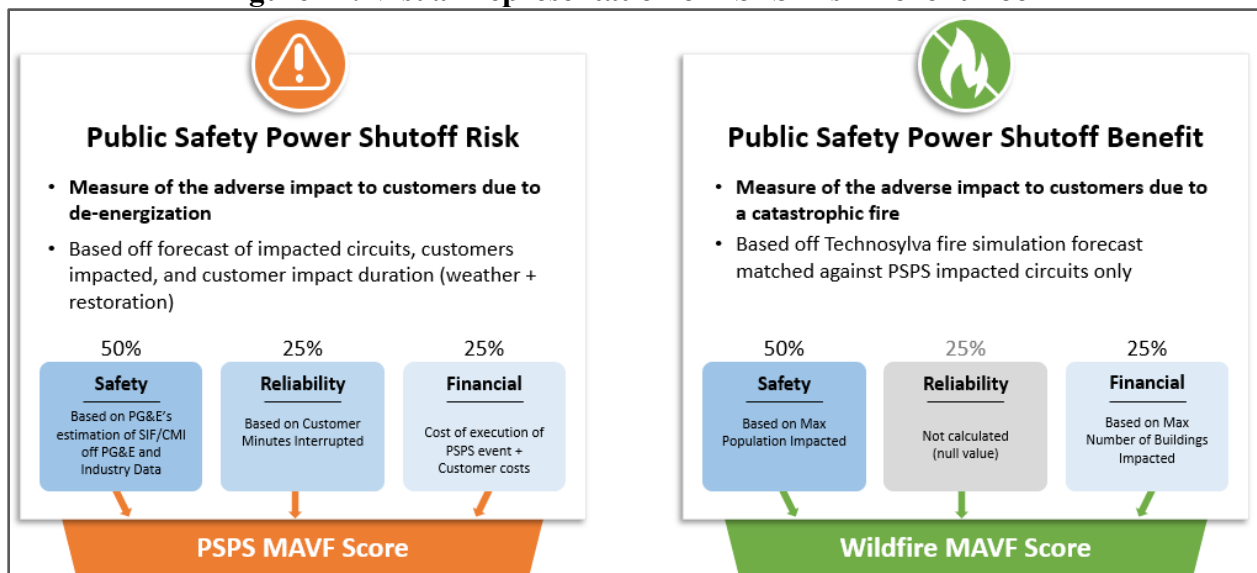 Public Safety Power Shutoff Risk
• Measure of the adverse impact to customers due to
de-energization
• Based off forecast of impacted circuits, customers
impacted, and customer impact duration (weather +
restoration)
50%
Safety
Based on PG&E's
estimation of SIF/CMI
off PG&E and
Industry Data
25%
Reliability
Based on Customer
Minutes Interrupted
25%
Financial
Cost of execution of
PSPS event +
Customer costs
PSPS MAVF Score
Public Safety Power Shutoff Benefit
• Measure of the adverse impact to customers due to
a catastrophic fire
• Based off Technosylva fire simulation forecast
matched against PSPS impacted circuits only
50%
Safety
Based on Max
Population Impacted
25%
Reliability
Not calculated
(null value)
25%
Financial
Based on Max
Number of Buildings
Impacted
Wildfire MAVF Score